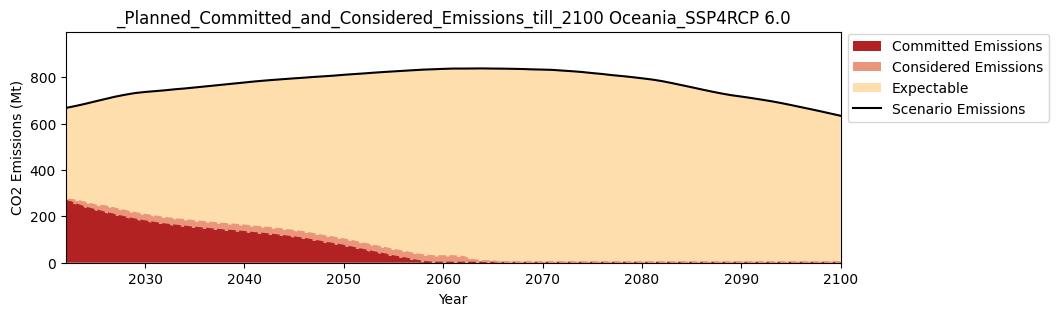 _Planned_Committed_and_Considered_Emissions_till_2100 Oceania_SSP4RCP 6.0
Committed Emissions
Considered Emissions
Expectable
Scenario Emissions
CO2 Emissions (Mt)
800
600
400
200
0
2030
2040
2050
2060
2070
2080
2090
2100
Year